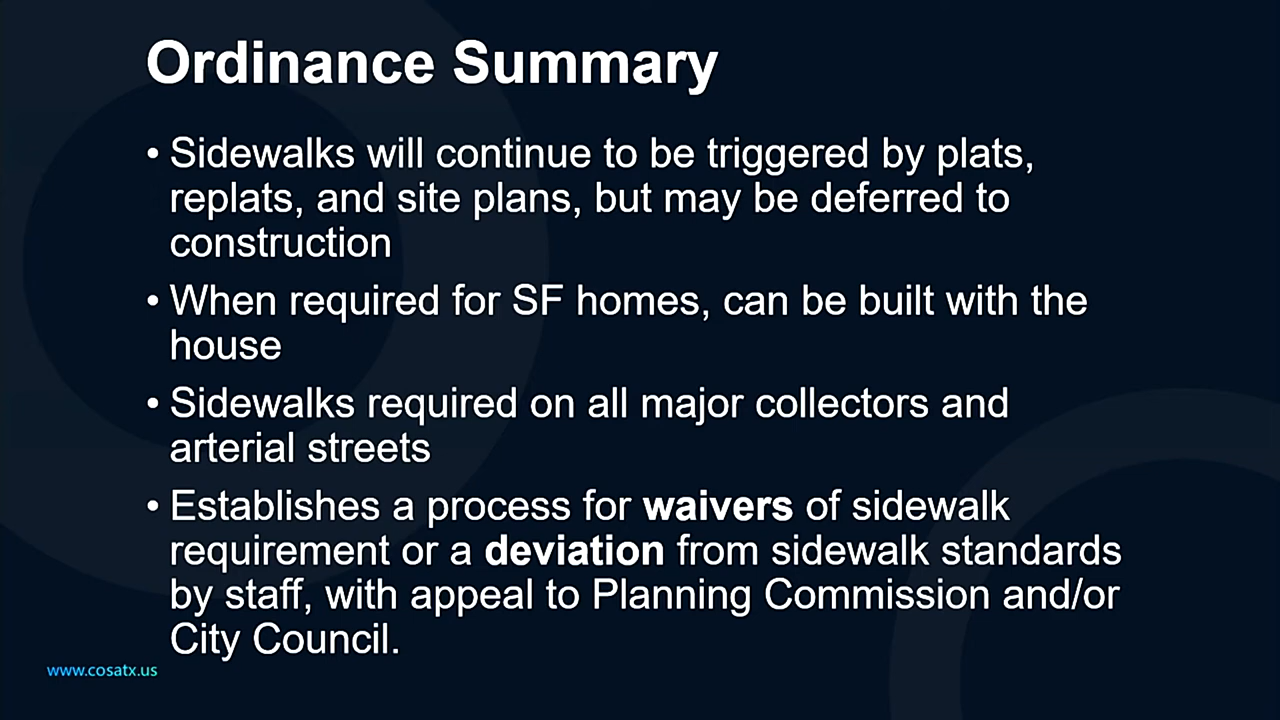 Ordinance Summary
• Sidewalks will continue to be triggered by plats,
replats, and site plans, but may be deferred to
construction
• When required for SF homes, can be built with the
house
• Sidewalks required on all major collectors and
arterial streets
• Establishes a process for waivers of sidewalk
requirement or a deviation from sidewalk standards
by staff, with appeal to Planning Commission and/or
City Council.
www.cosatx.us